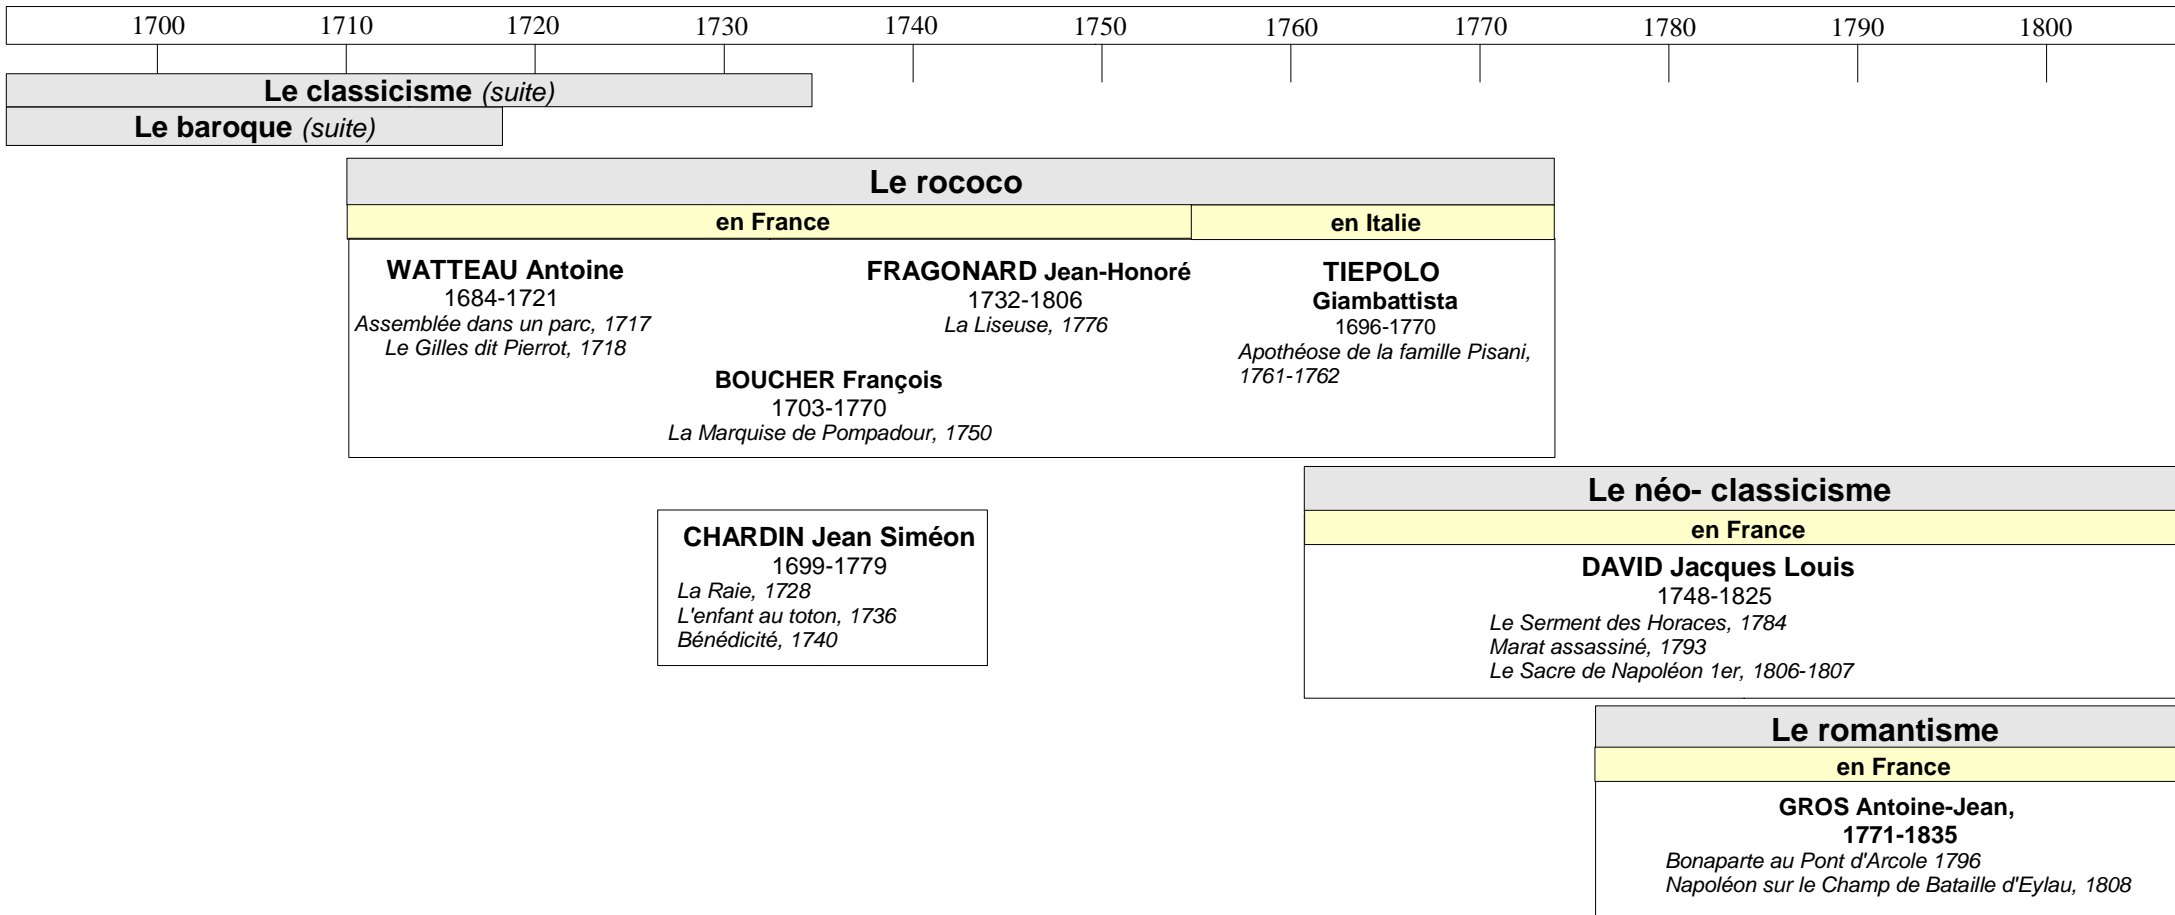 1700 1710 1720 1730 1740 1750 1760 1770 1780 1790 1800
Le classicisme (suite)
Le baroque (suite)
Le rococo
en France
en Italie
WATTEAU Antoine
1684-1721
Assemblée dans un parc, 1717
Le Gilles dit Pierrot, 1718
FRAGONARD Jean-Honoré
1732-1806
La Liseuse, 1776
BOUCHER François
1703-1770
La Marquise de Pompadour, 1750
TIEPOLO
Giambattista
1696-1770
Apothéose de la famille Pisani,
1761-1762
CHARDIN Jean Siméon
1699-1779
La Raie, 1728
L'enfant au toton, 1736
Bénédicité, 1740
Le néo- classicisme
en France
DAVID Jacques Louis
1748-1825
Le Serment des Horaces, 1784
Marat assassiné, 1793
Le Sacre de Napoléon 1er, 1806-1807
Le romantisme
en France
GROS Antoine-Jean,
1771-1835
Bonaparte au Pont d'Arcole 1796
Napoléon sur le Champ de Bataille d'Eylau, 1808